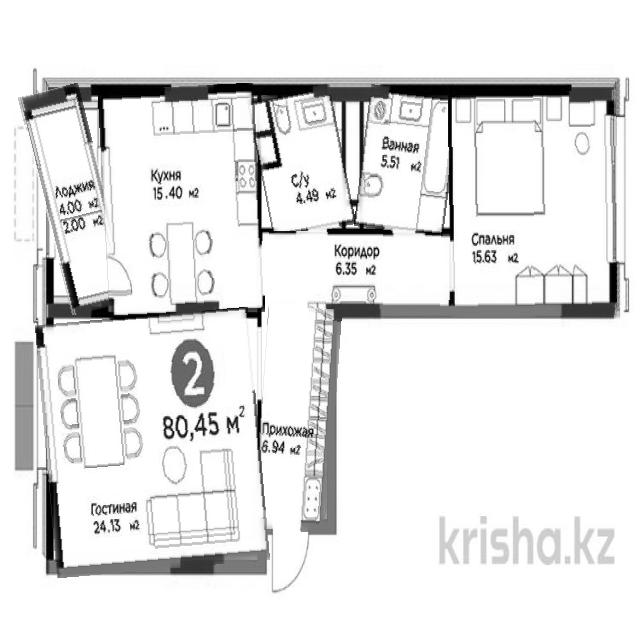 Лоджия
4.00 м2
2.00 м2
Кухня
15.40 м2
С/у
4.49 м2
Ванная
5.51 м2
Спальня
15.63 м2
Коридор
6.35 м2
2
80,45 м2
Прихожая
6.94 м2
Гостиная
24.13 м2
krisha.kz